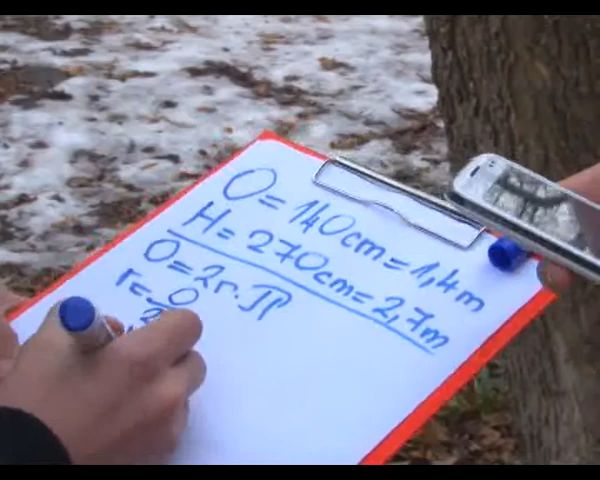 O = 140cm = 1,4m
H = 270cm = 2,7m
O = 2r·π
r = O